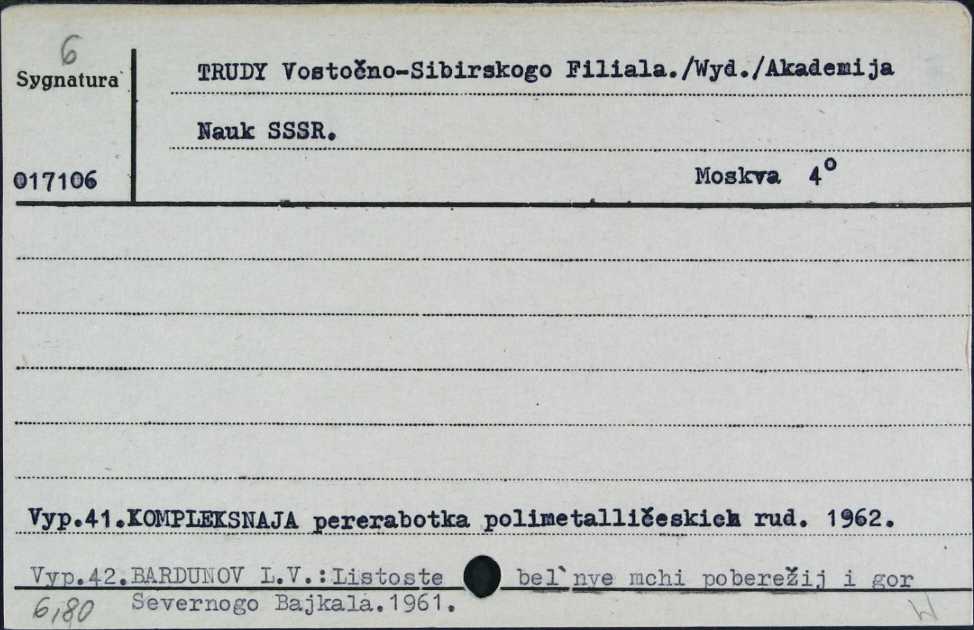 6
Sygnatura
TRUDY Vostočno-Sibirskogo Filiala./Wyd./Akademija
Nauk SSSR.
017106
Moskva 4°
Vyp.41.KOMPLEKSNAJA pererabotka polimetalličeskich rud. 1962.
Vyp.42.BARDUNOV L.V.:Listoste bel`nye mchi poberežij i gor
Severnogo Bajkala.1961.
6,80
W